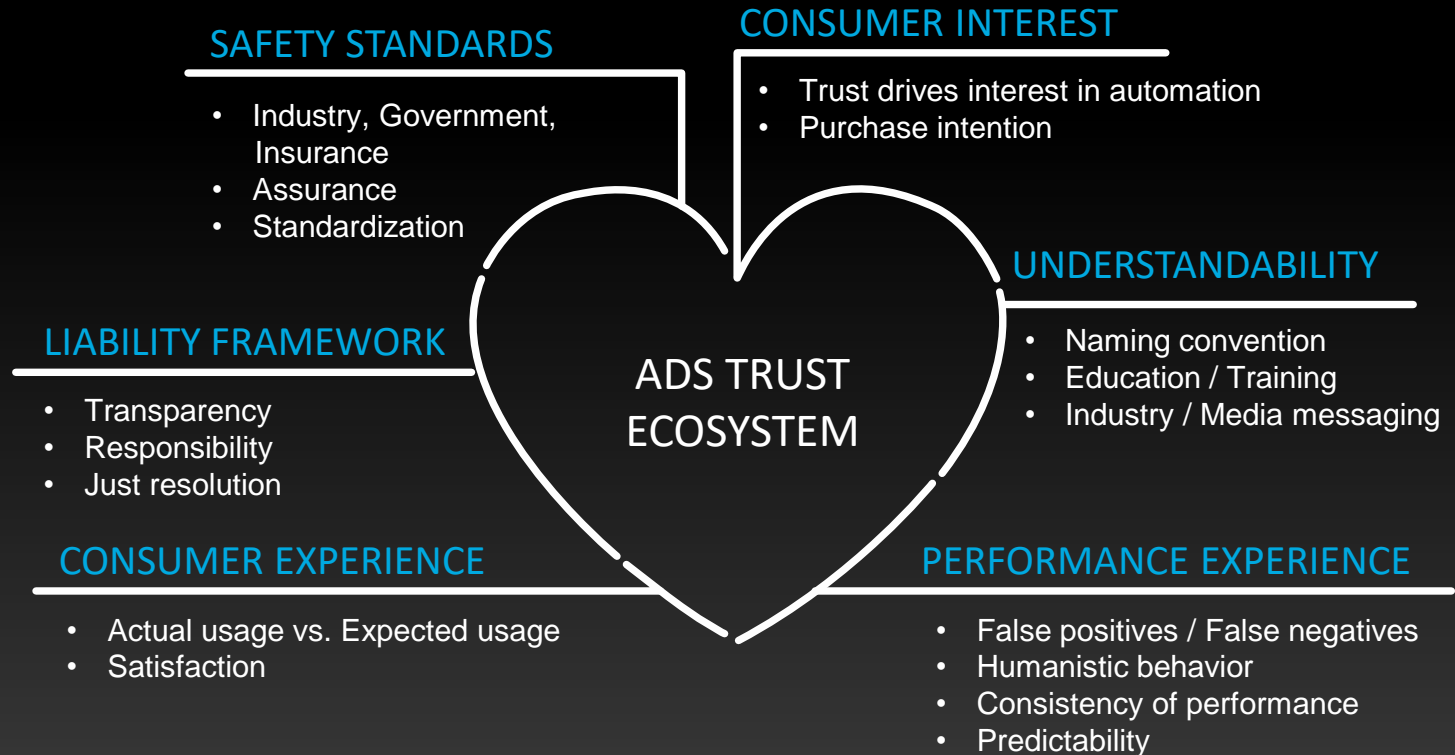 SAFETY STANDARDS
• Industry, Government,
Insurance
• Assurance
• Standardization
CONSUMER INTEREST
• Trust drives interest in automation
• Purchase intention
UNDERSTANDABILITY
• Naming convention
• Education / Training
• Industry / Media messaging
LIABILITY FRAMEWORK
• Transparency
• Responsibility
• Just resolution
ADS TRUST
ECOSYSTEM
CONSUMER EXPERIENCE
• Actual usage vs. Expected usage
• Satisfaction
PERFORMANCE EXPERIENCE
• False positives / False negatives
• Humanistic behavior
• Consistency of performance
• Predictability